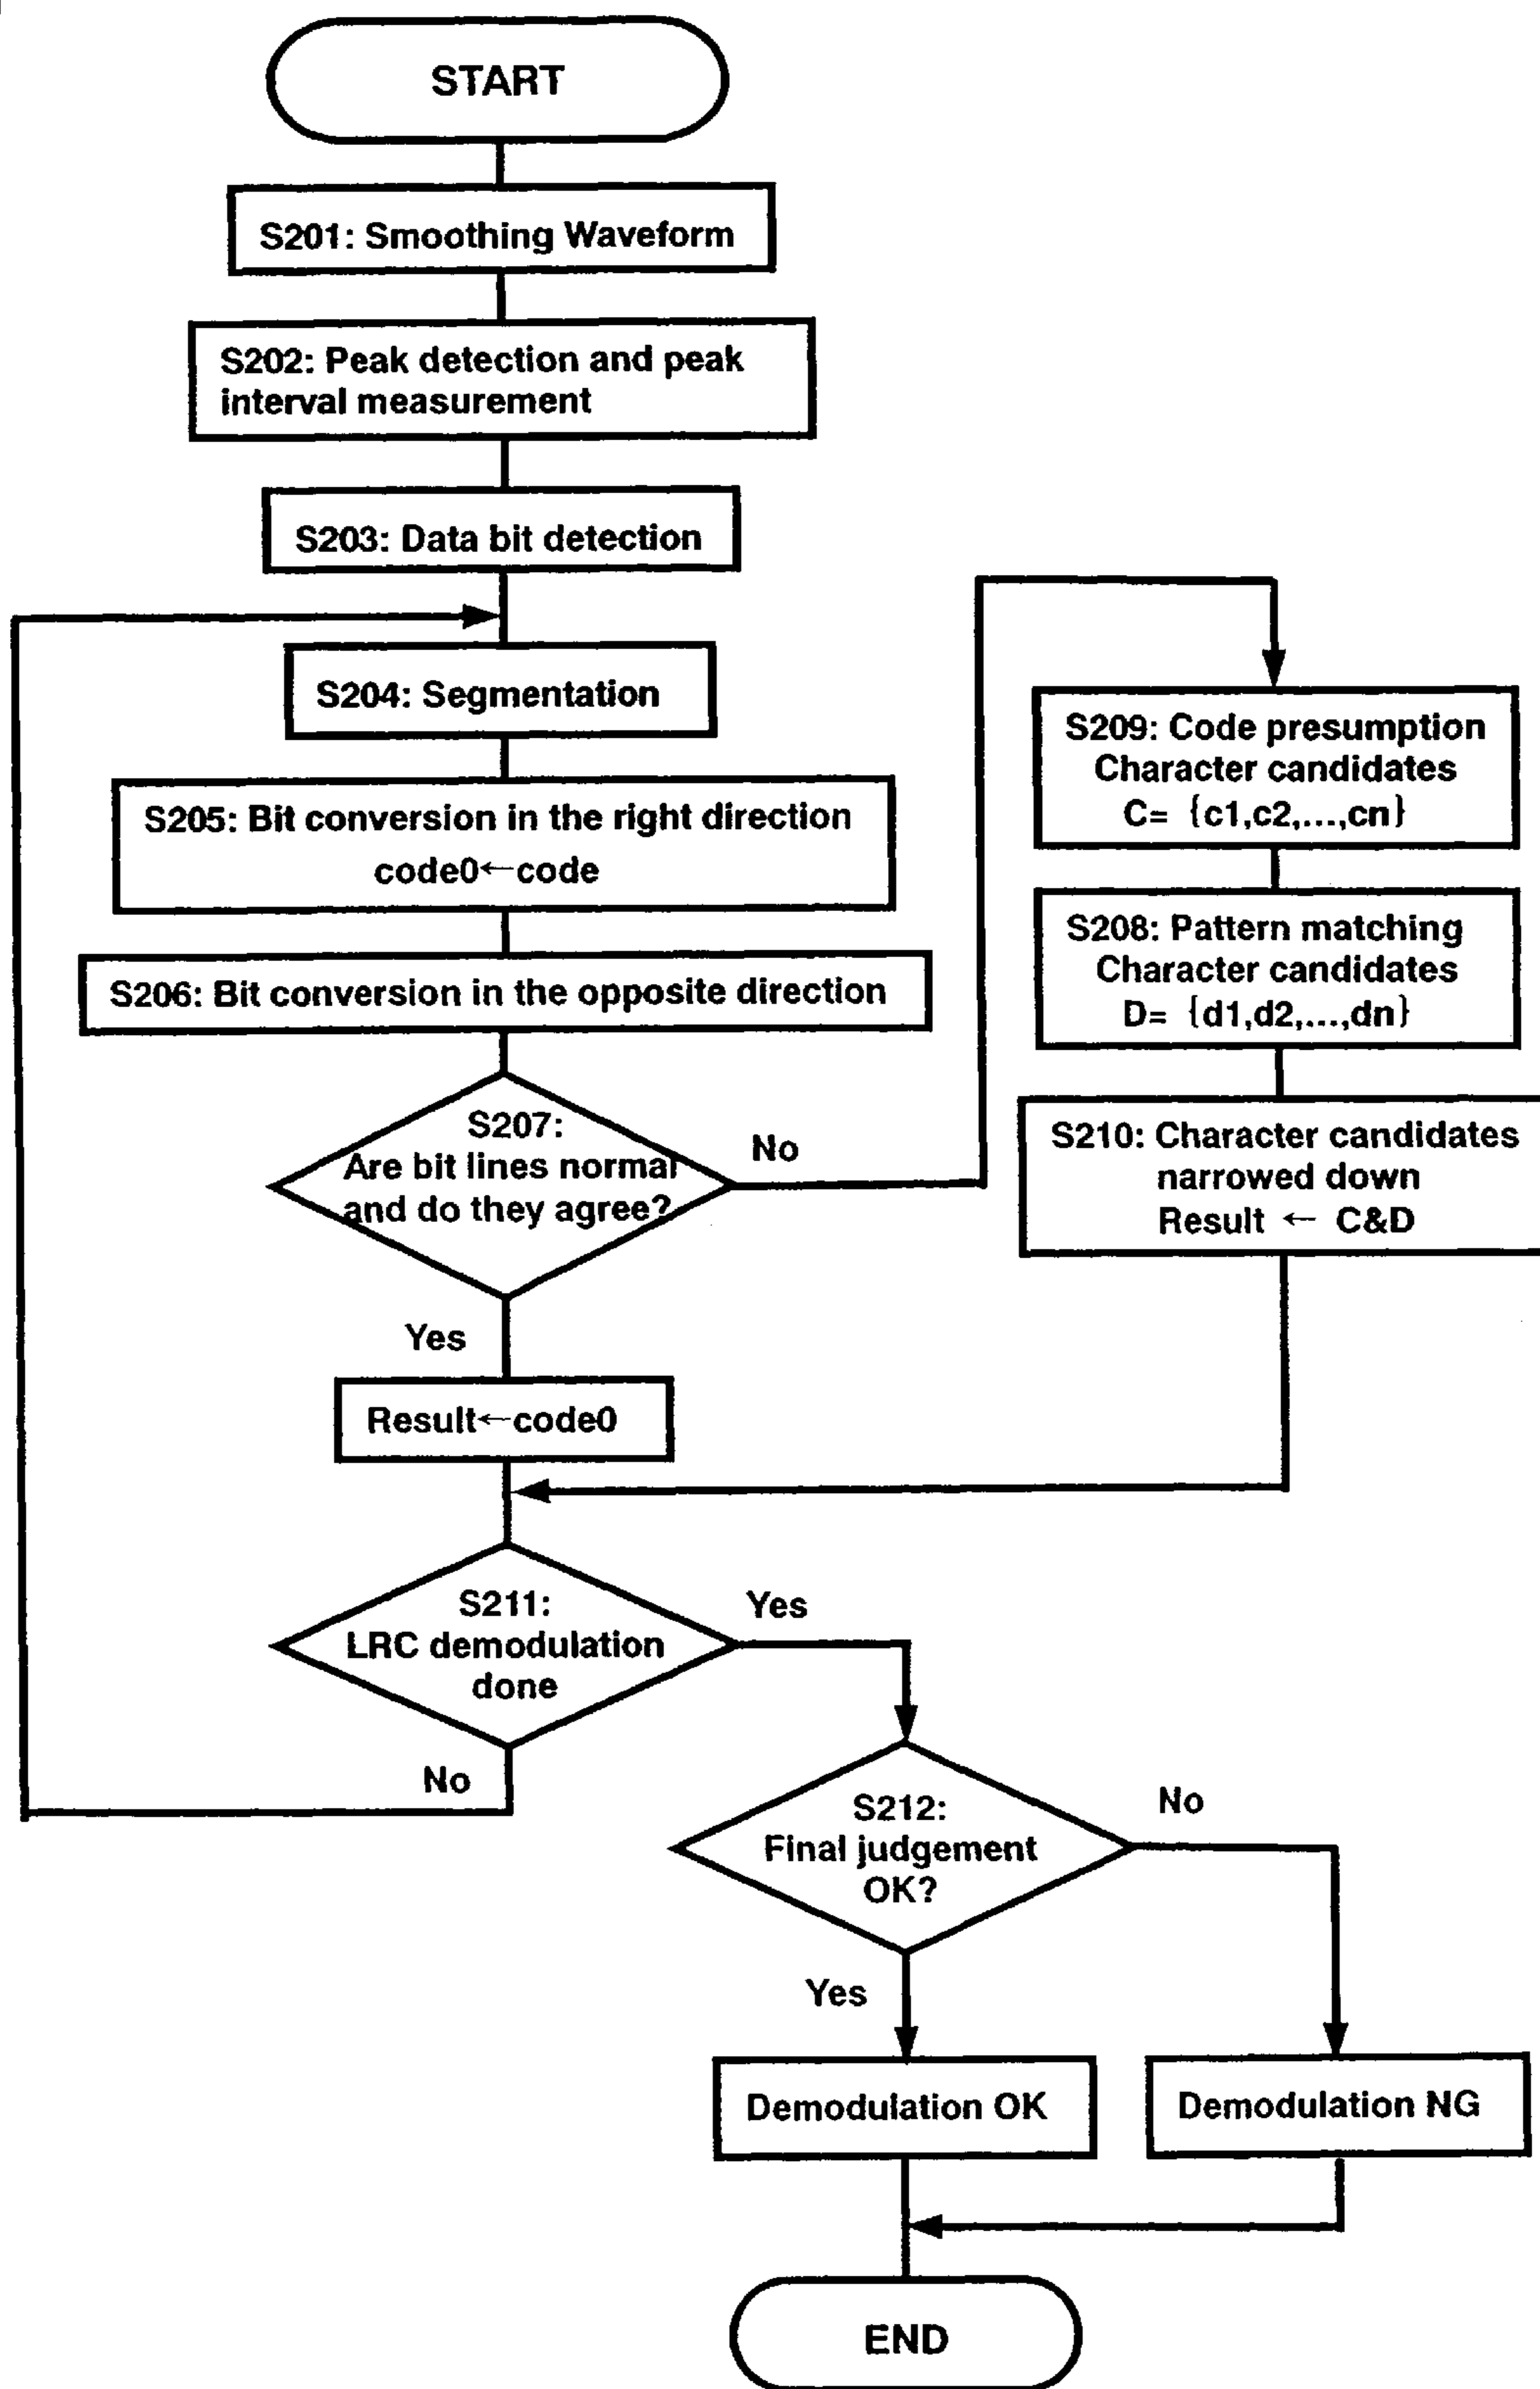 START
S201: Smoothing Waveform
S202: Peak detection and peak
interval measurement
S203: Data bit detection
S204: Segmentation
S205: Bit conversion in the right direction
code0←code
S206: Bit conversion in the opposite direction
S207:
Are bit lines normal
and do they agree?
No
Yes
S209: Code presumption
Character candidates
C= {c1,c2,...,cn}
S208: Pattern matching
Character candidates
D= {d1,d2,...,dn}
S210: Character candidates
narrowed down
Result ← C&D
Result←code0
S211:
LRC demodulation
done
Yes
No
S212:
Final judgement
OK?
No
Yes
Demodulation OK
Demodulation NG
END